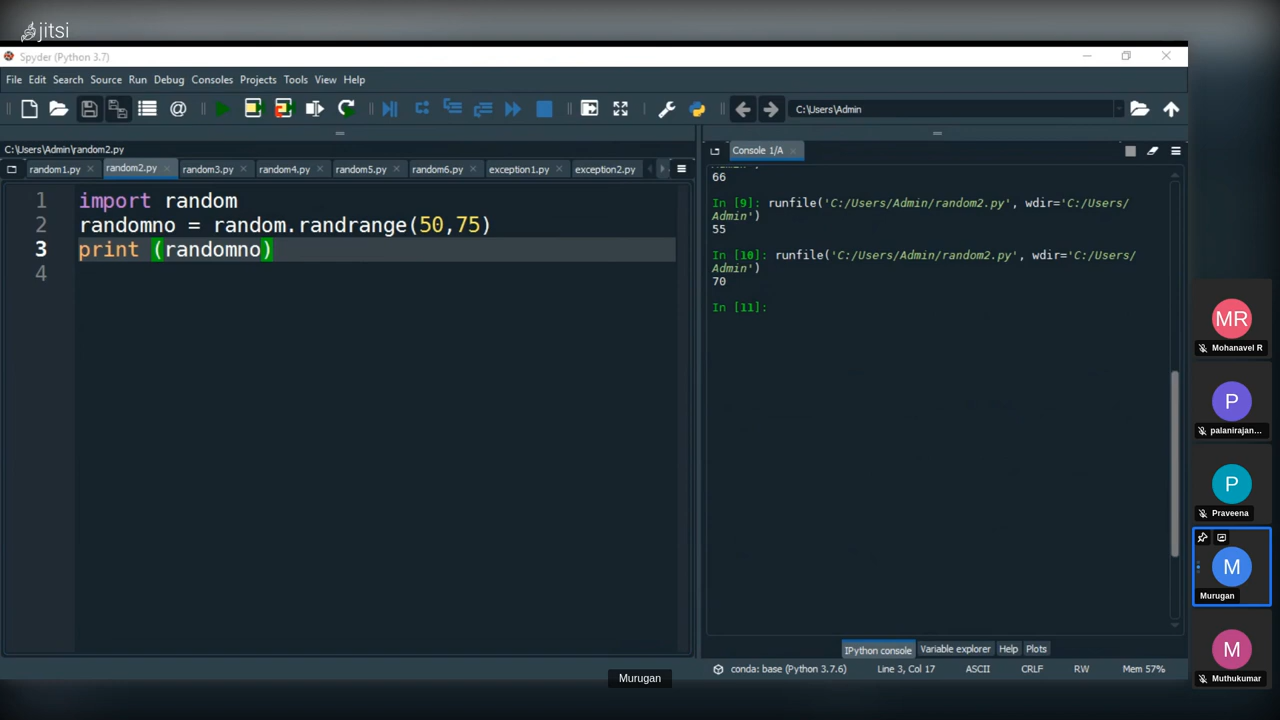 jitsi
Spyder (Python 3.7)
File Edit Search Source Run Debug Consoles Projects Tools View Help
C:\Users\Admin
C:\Users\Admin\random2.py
random1.py random2.py random3.py random4.py random5.py random6.py exception1.py exception2.py
1 import random
2 randomno = random.randrange(50,75)
3 print (randomno)
4
Console 1/A
Admin')
66
In [9]: runfile('C:/Users/Admin/random2.py', wdir='C:/Users/
Admin')
55
In [10]: runfile('C:/Users/Admin/random2.py', wdir='C:/Users/
Admin')
70
In [11]:
IPython console Variable explorer Help Plots
conda: base (Python 3.7.6) Line 3, Col 17 ASCII CRLF RW Mem 57%
Murugan
MR
Mohanavel R
P
palanirajan...
P
Praveena
M
Murugan
M
Muthukumar